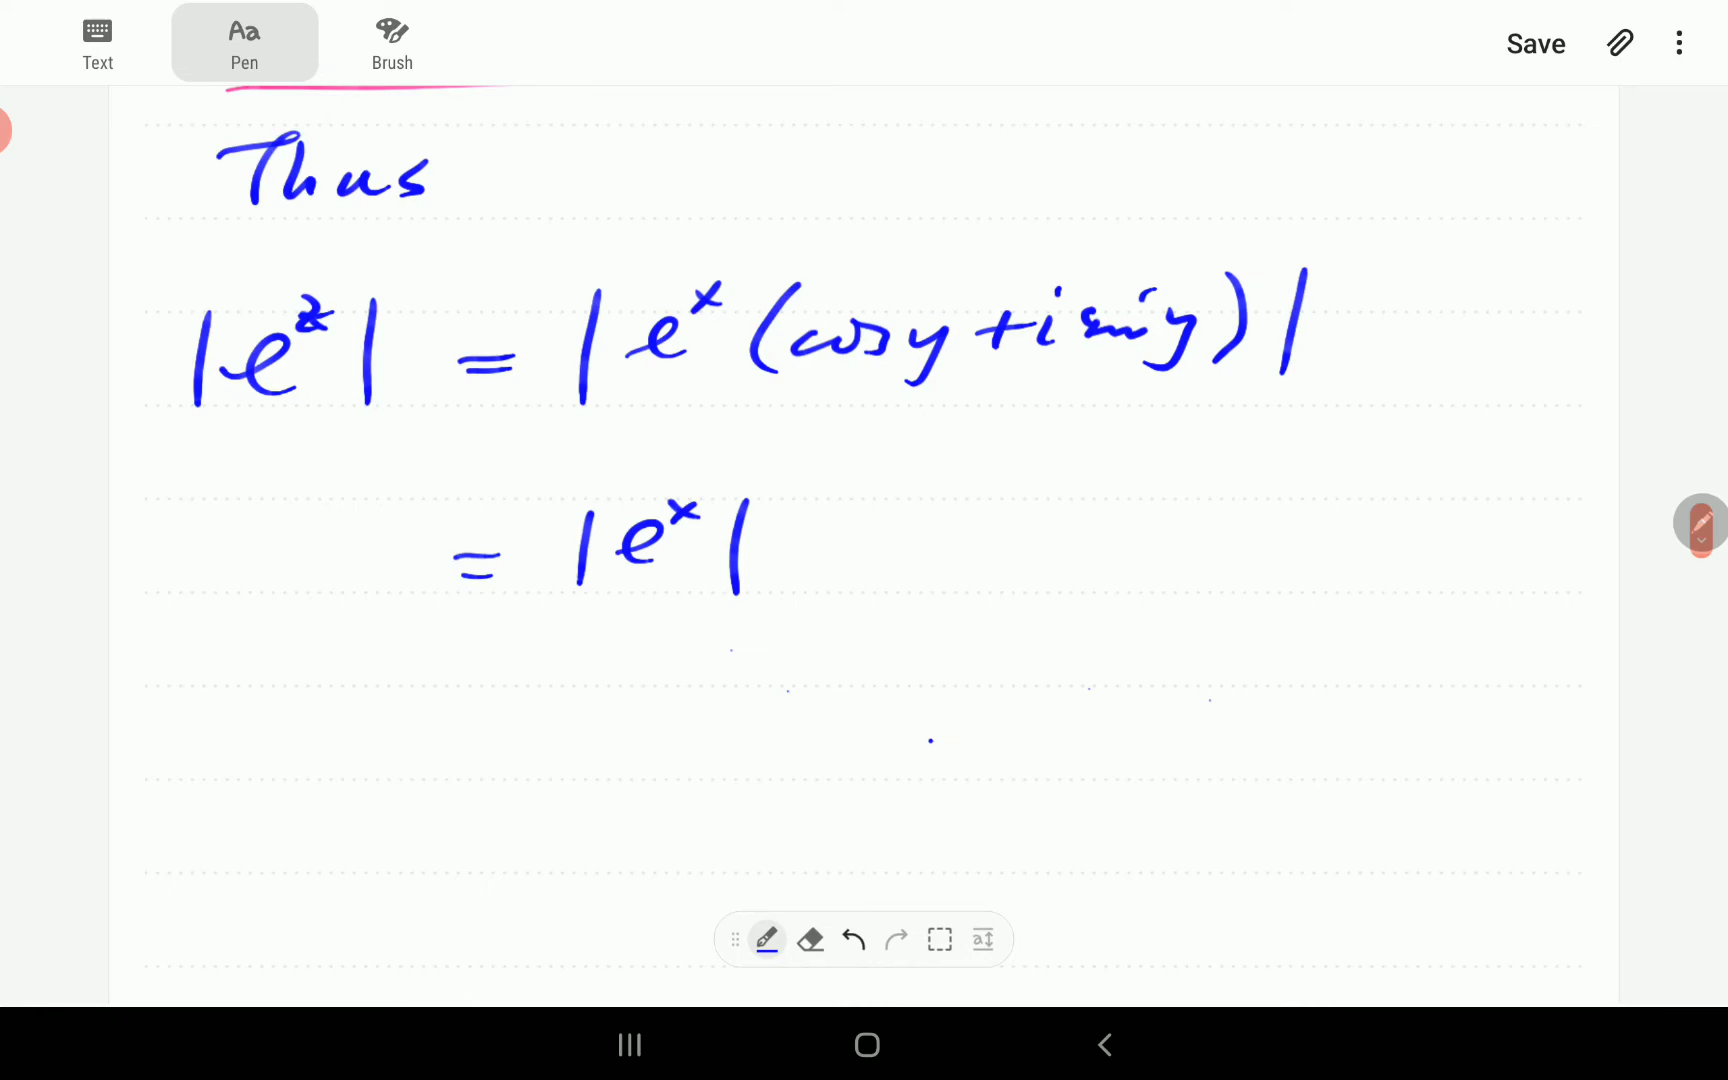 Text Pen Brush Save
Thus
|e^z| = |e^x (cos y + i sin y)|
= |e^x|